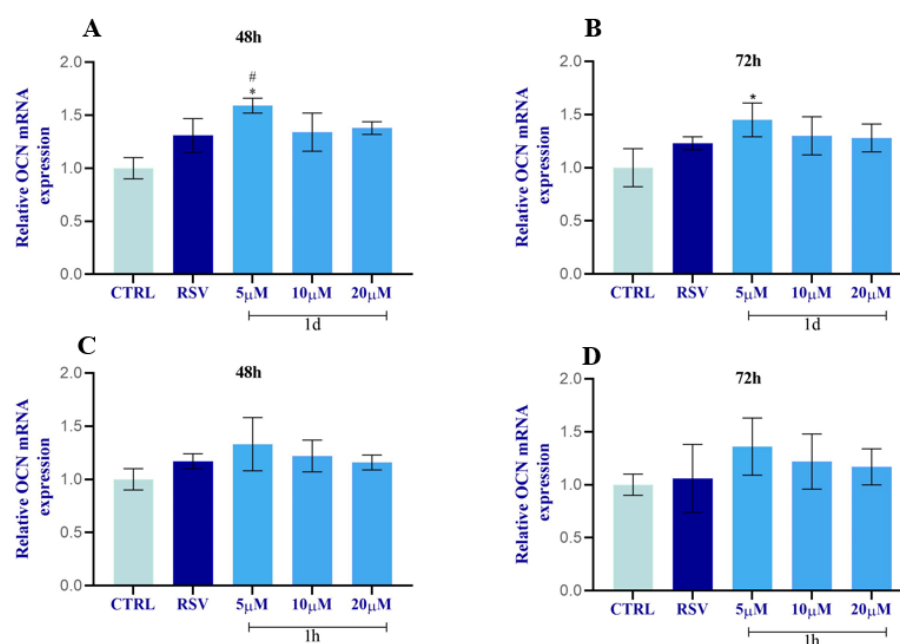 A
48h
Relative OCN mRNA
expression
2.0
1.5
1.0
0.5
0.0
#
*
CTRL RSV 5μM 10μM 20μM
1d
B
72h
Relative OCN mRNA
expression
2.0
1.5
1.0
0.5
0.0
*
CTRL RSV 5μM 10μM 20μM
1d
C
48h
Relative OCN mRNA
expression
2.0
1.5
1.0
0.5
0.0
CTRL RSV 5μM 10μM 20μM
1h
D
72h
Relative OCN mRNA
expression
2.0
1.5
1.0
0.5
0.0
CTRL RSV 5μM 10μM 20μM
1h